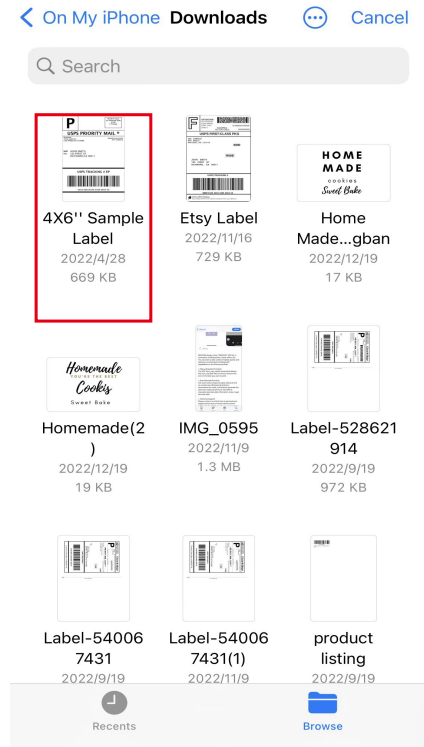 On My iPhone Downloads Cancel
Search
P
USPS PRIORITY MAIL
USPS TRACKING # EP
4X6'' Sample
Label
2022/4/28
669 KB
F
USPS FIRST-CLASS PKG
Etsy Label
2022/11/16
729 KB
HOME
MADE
cookies
Sweet Bake
Home
Made...gban
2022/12/19
17 KB
Homemade
YOU'RE THE BEST
Cookis
Sweet Bake
Homemade(2
)
2022/12/19
19 KB
IMG_0595
2022/11/9
1.3 MB
P
Label-528621
914
2022/9/19
972 KB
P
Label-54006
7431
2022/9/19
P
Label-54006
7431(1)
2022/11/9
product
listing
2022/9/19
Recents
Browse